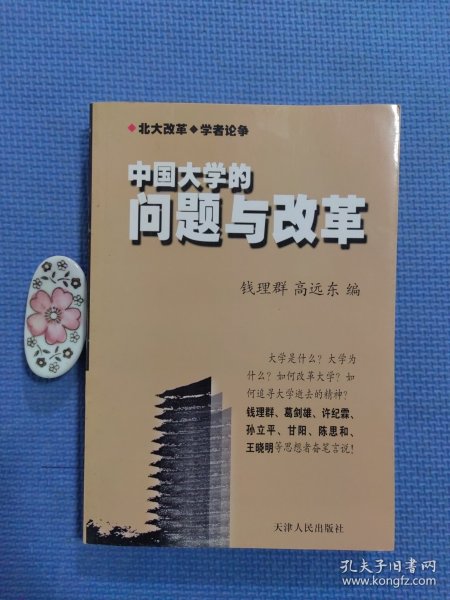 ◆北大改革◆学者论争
中国大学的
问题与改革
钱理群 高远东 编
大学是什么？大学为
什么？如何改革大学？如
何追寻大学逝去的精神？
钱理群、葛剑雄、许纪霖、
孙立平、甘阳、陈思和、
王晓明等思想者奋笔言说！
天津人民出版社
孔夫子旧书网
www.kongfz.com